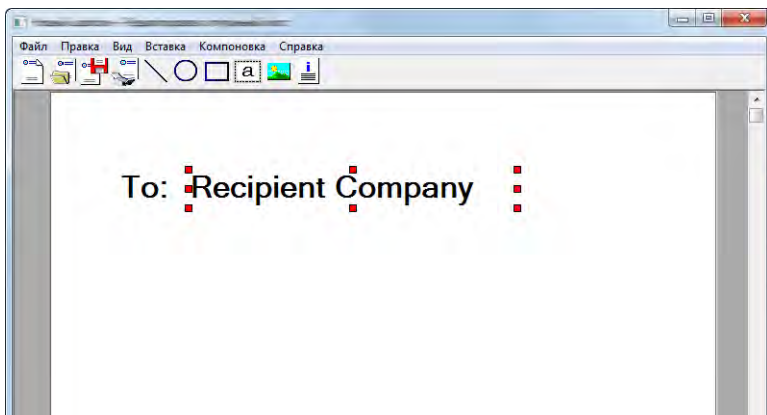 Файл Правка Вид Вставка Компоновка Справка
a
To: Recipient Company